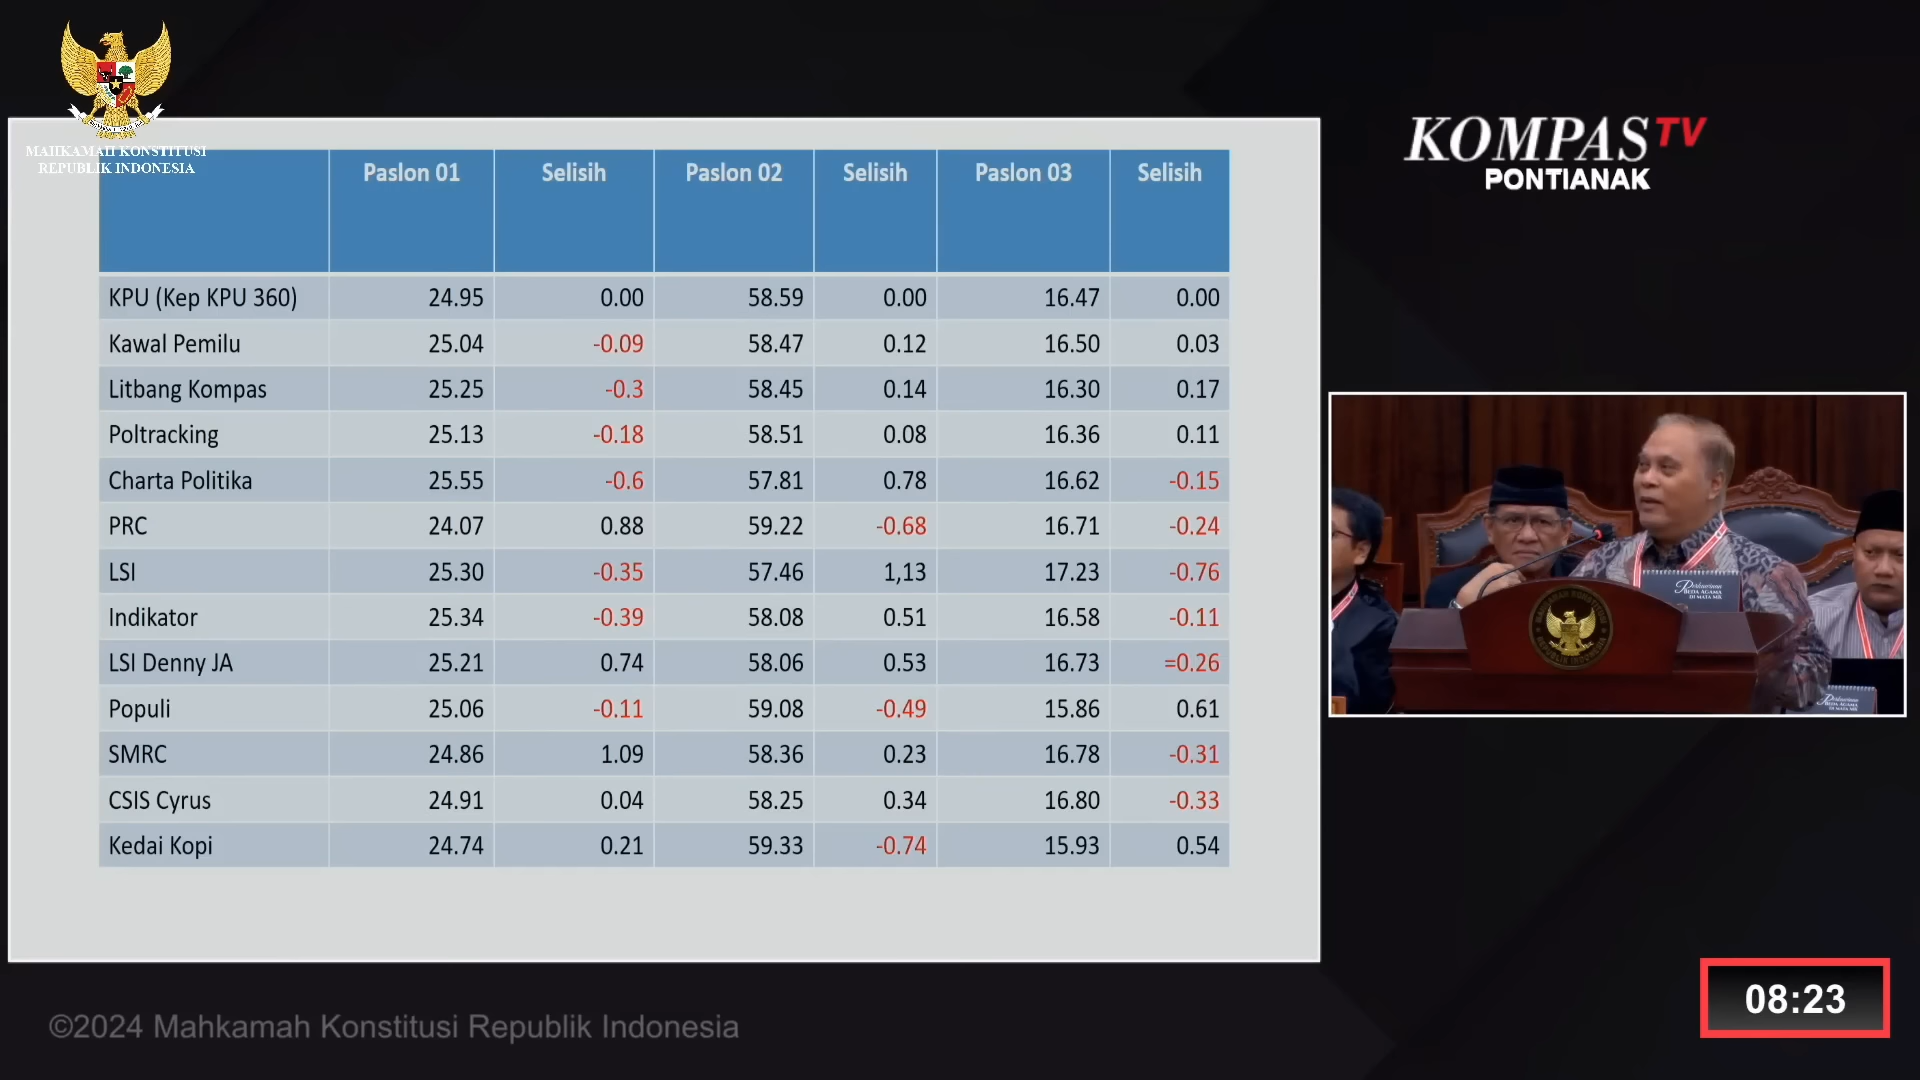 MAHKAMAH KONSTITUSI
REPUBLIK INDONESIA
KOMPAS TV
PONTIANAK
Paslon 01 Selisih Paslon 02 Selisih Paslon 03 Selisih
KPU (Kep KPU 360) 24.95 0.00 58.59 0.00 16.47 0.00
Kawal Pemilu 25.04 -0.09 58.47 0.12 16.50 0.03
Litbang Kompas 25.25 -0.3 58.45 0.14 16.30 0.17
Poltracking 25.13 -0.18 58.51 0.08 16.36 0.11
Charta Politika 25.55 -0.6 57.81 0.78 16.62 -0.15
PRC 24.07 0.88 59.22 -0.68 16.71 -0.24
LSI 25.30 -0.35 57.46 1,13 17.23 -0.76
Indikator 25.34 -0.39 58.08 0.51 16.58 -0.11
LSI Denny JA 25.21 0.74 58.06 0.53 16.73 =0.26
Populi 25.06 -0.11 59.08 -0.49 15.86 0.61
SMRC 24.86 1.09 58.36 0.23 16.78 -0.31
CSIS Cyrus 24.91 0.04 58.25 0.34 16.80 -0.33
Kedai Kopi 24.74 0.21 59.33 -0.74 15.93 0.54
Perkawinan
BEDA AGAMA
DI MATA MK
08:23
©2024 Mahkamah Konstitusi Republik Indonesia